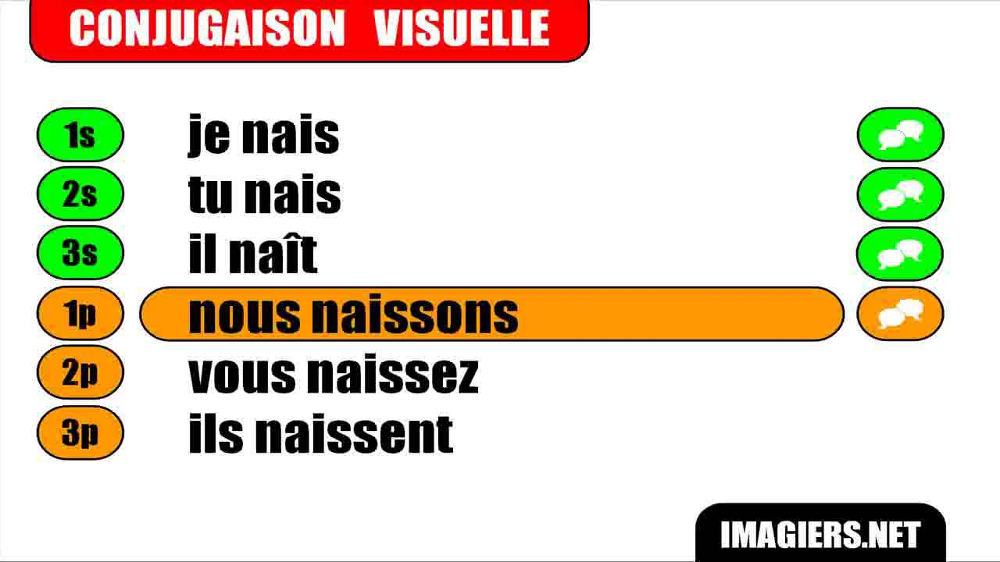 CONJUGAISON VISUELLE
1s je nais
2s tu nais
3s il naît
1p nous naissons
2p vous naissez
3p ils naissent
IMAGIERS.NET